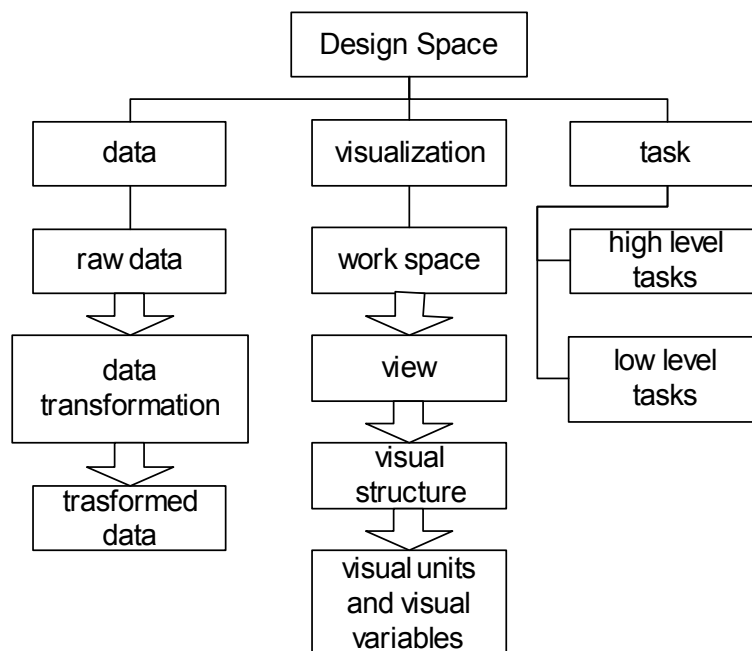 Design Space
data
visualization
task
raw data
work space
high level
tasks
data
transformation
view
low level
tasks
trasformed
data
visual
structure
visual units
and visual
variables